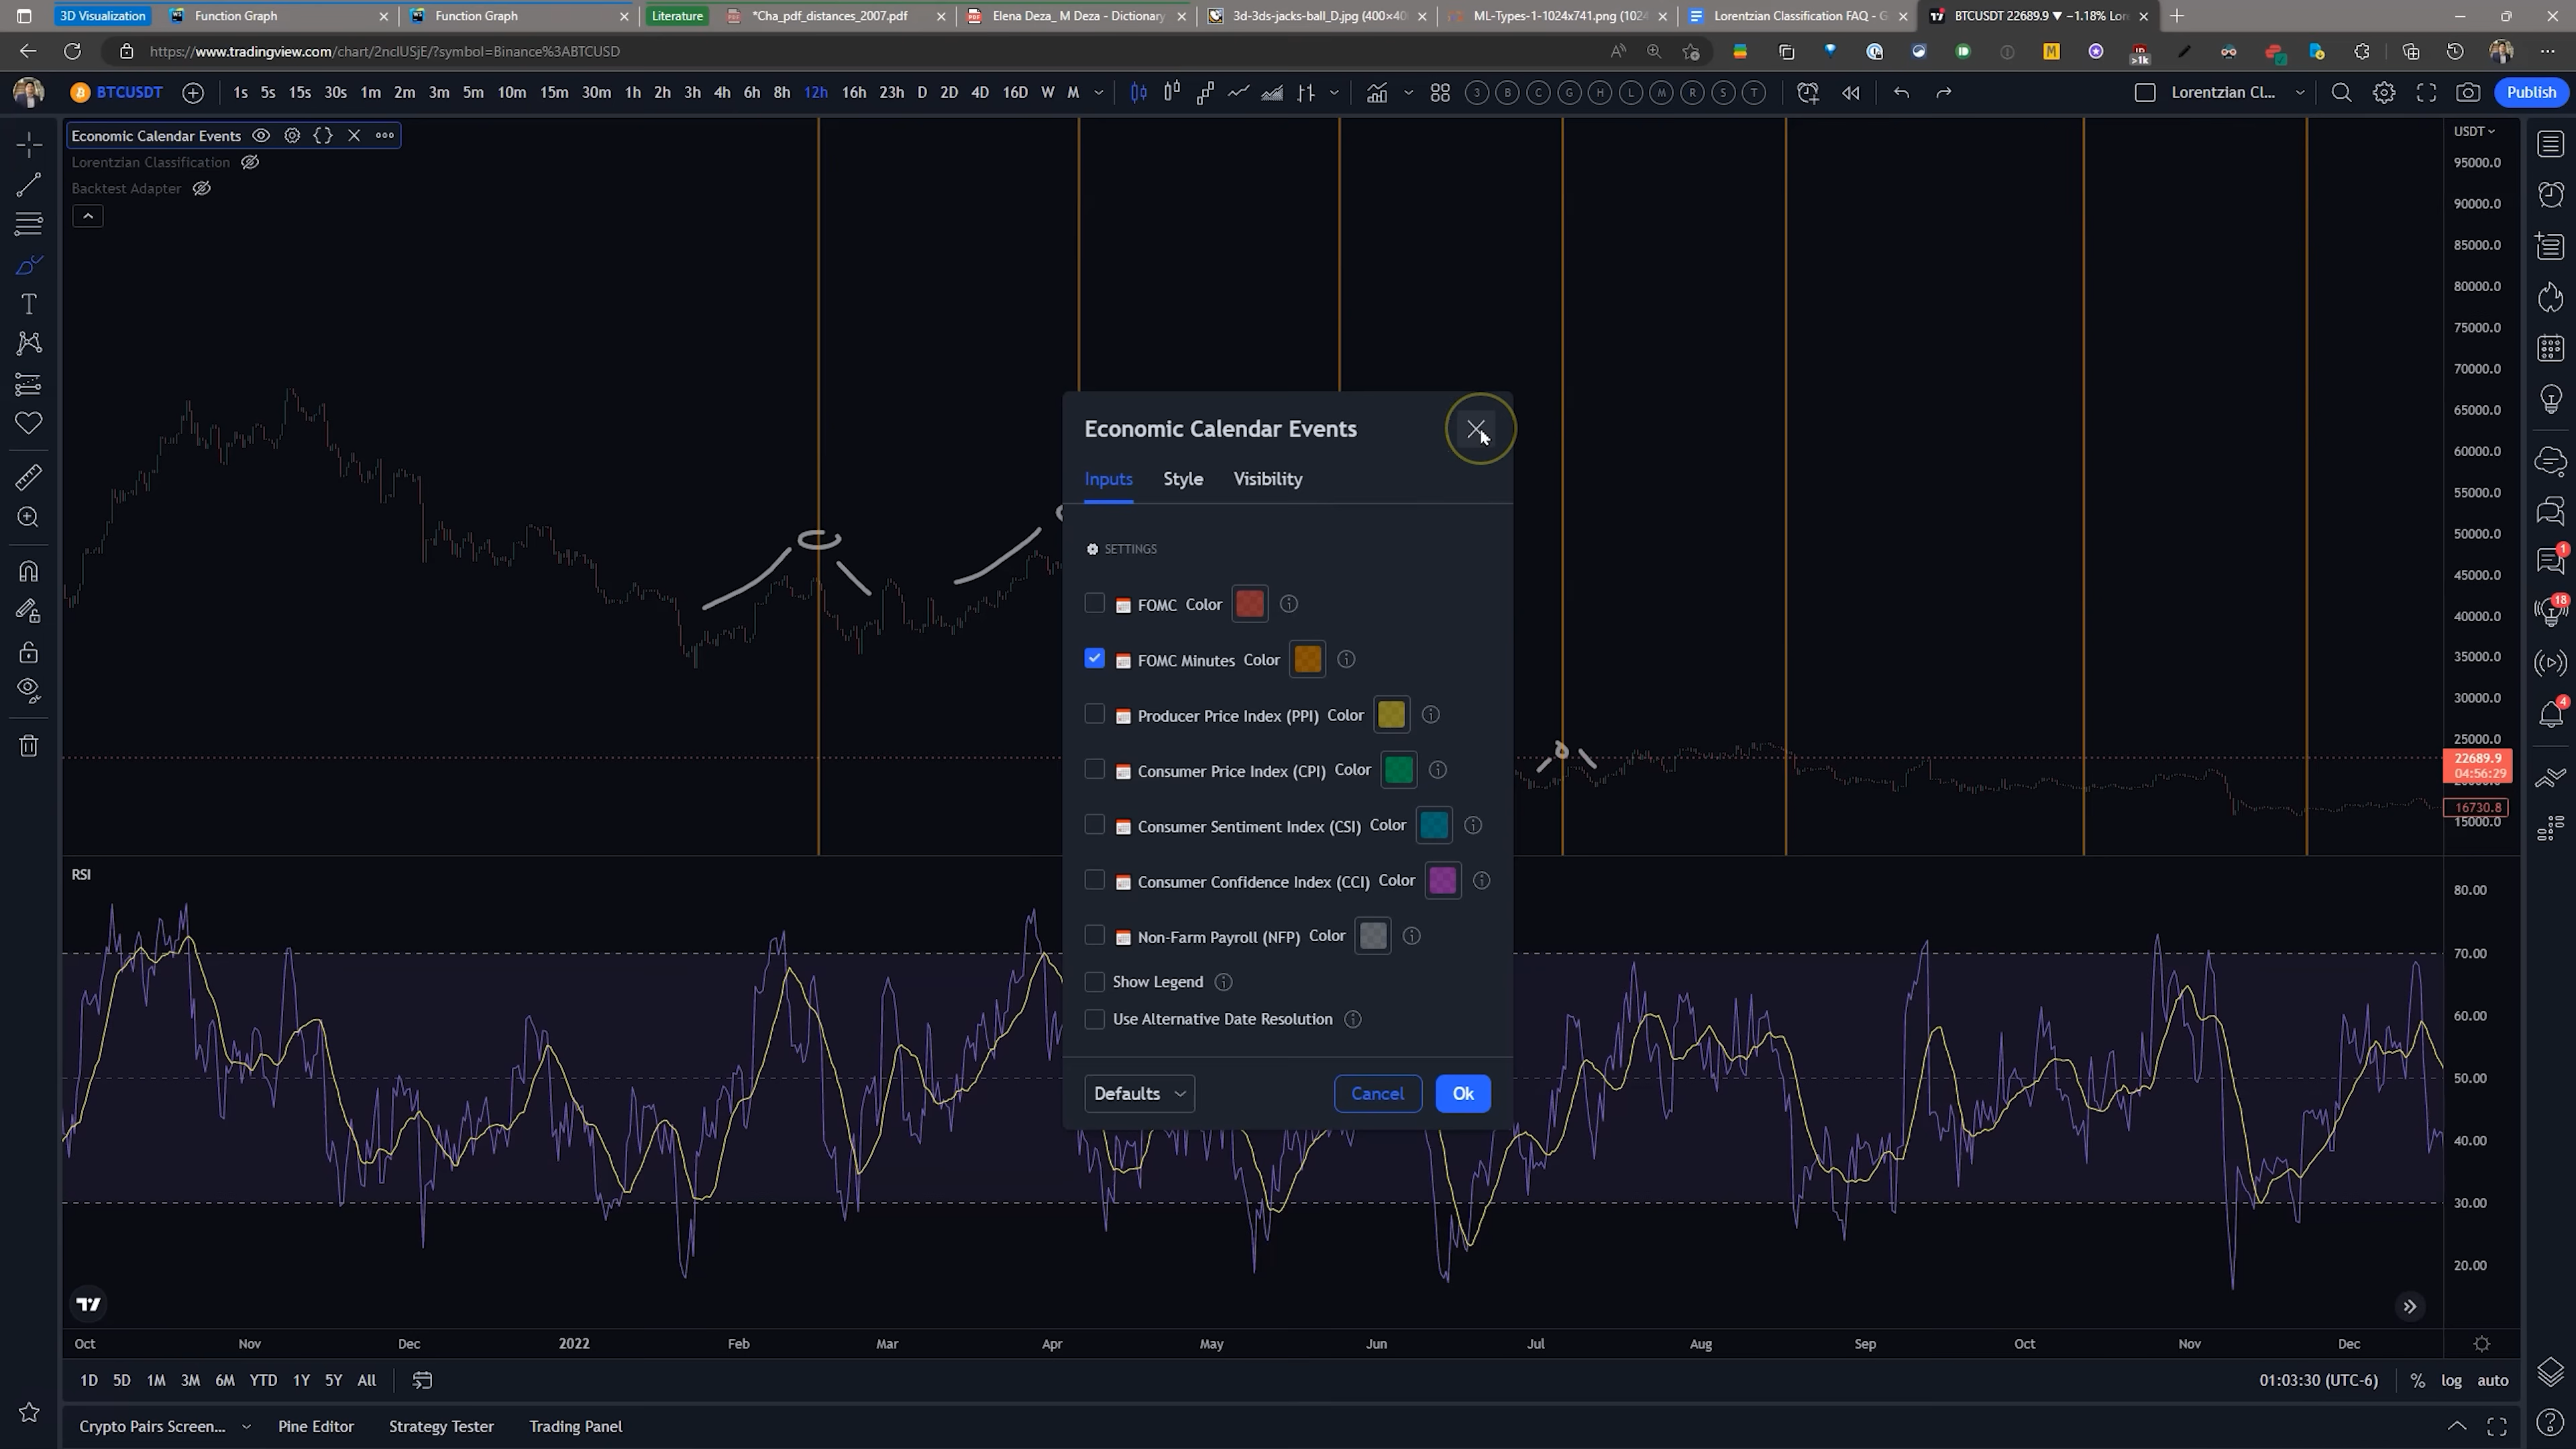 3D Visualization
Function Graph
Function Graph
Literature
*Cha_pdf_distances_2007.pdf
Elena Deza_ M Deza - Dictionary
3d-3ds-jacks-ball_D.jpg (400×40
ML-Types-1-1024x741.png (102
Lorentzian Classification FAQ - G
BTCUSDT 22689.9 ▼ −1.18% Lor
https://www.tradingview.com/chart/2nclUSjE/?symbol=Binance%3ABTCUSD
BTCUSDT
1s 5s 15s 30s 1m 2m 3m 5m 10m 15m 30m 1h 2h 3h 4h 6h 8h 12h 16h 23h D 2D 4D 16D W M
3 B C G H L M R S T
Lorentzian Cl...
Publish
Economic Calendar Events
Lorentzian Classification
Backtest Adapter
USDT
95000.0
90000.0
85000.0
80000.0
75000.0
70000.0
65000.0
60000.0
55000.0
50000.0
45000.0
40000.0
35000.0
30000.0
25000.0
22689.9
04:56:29
16730.8
15000.0
Economic Calendar Events
Inputs Style Visibility
SETTINGS
FOMC Color
FOMC Minutes Color
Producer Price Index (PPI) Color
Consumer Price Index (CPI) Color
Consumer Sentiment Index (CSI) Color
Consumer Confidence Index (CCI) Color
Non-Farm Payroll (NFP) Color
Show Legend
Use Alternative Date Resolution
Defaults
Cancel
Ok
RSI
80.00
70.00
60.00
50.00
40.00
30.00
20.00
Oct Nov Dec 2022 Feb Mar Apr May Jun Jul Aug Sep Oct Nov Dec
1D 5D 1M 3M 6M YTD 1Y 5Y All
01:03:30 (UTC-6)
% log auto
Crypto Pairs Screen...
Pine Editor
Strategy Tester
Trading Panel
1
18
4
>1k
M